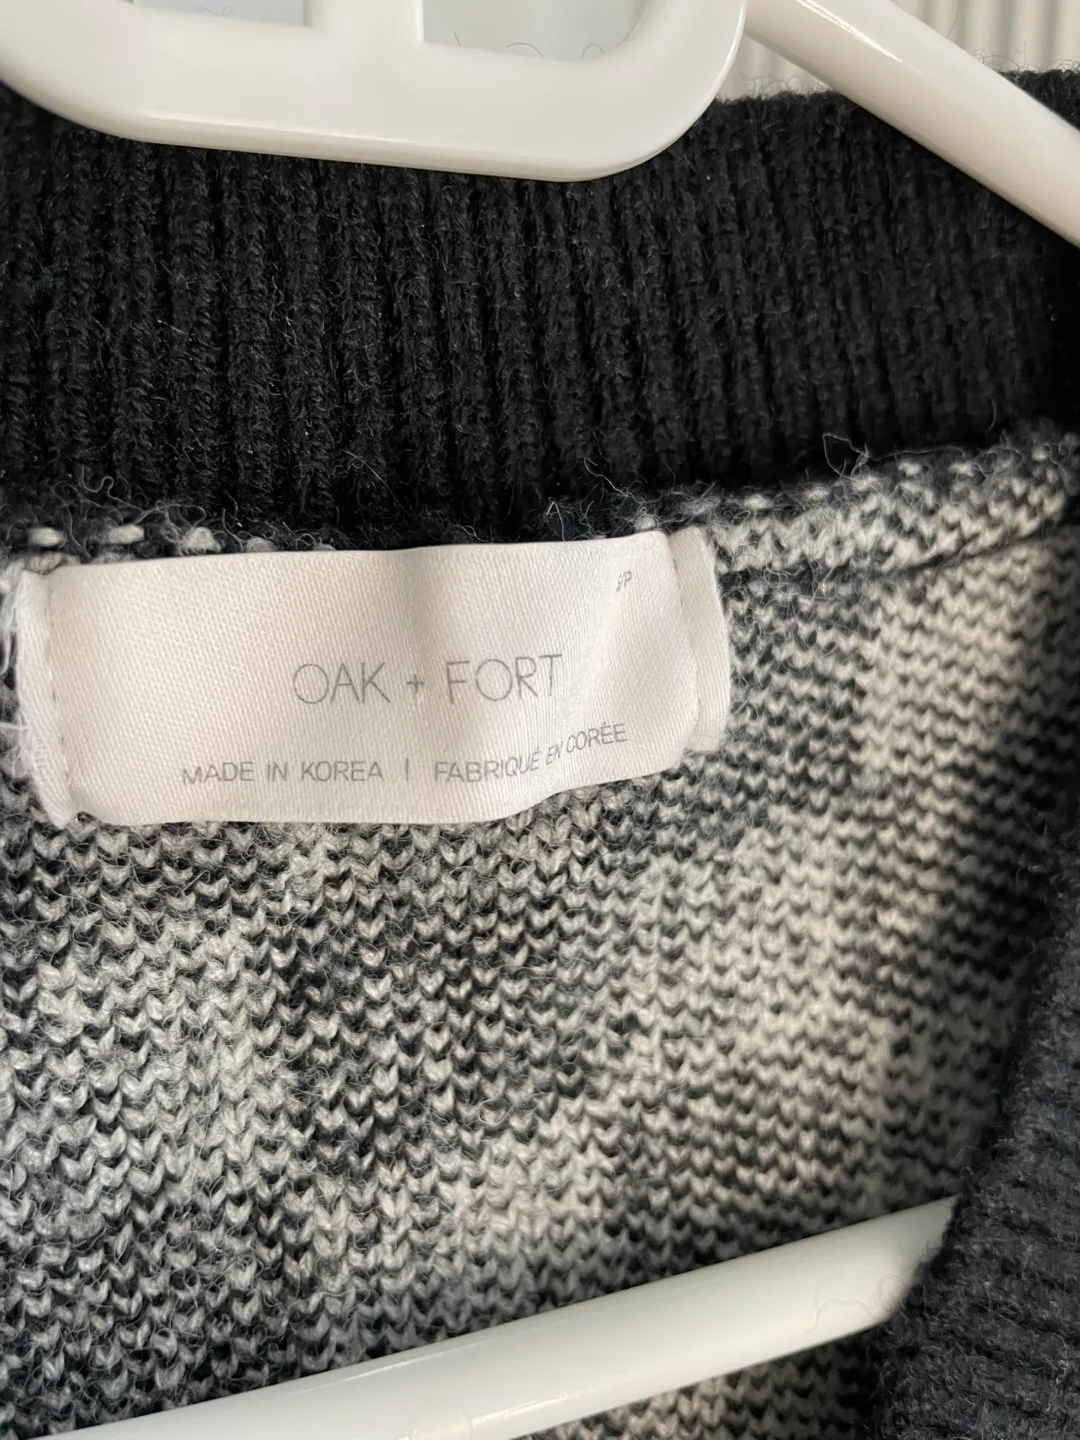 OAK + FORT
MADE IN KOREA | FABRIQUÉ EN CORÉE